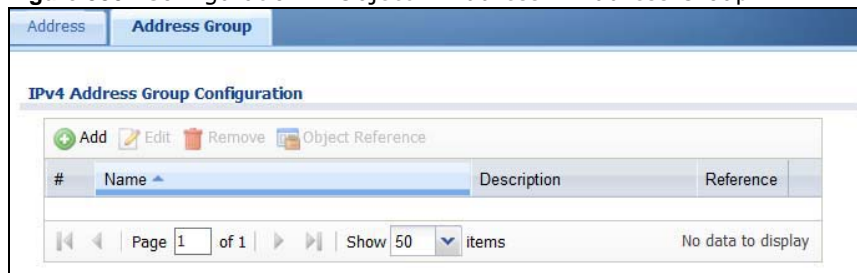 Address Address Group
IPv4 Address Group Configuration
Add Edit Remove Object Reference
# Name Description Reference
Page 1 of 1 Show 50 items No data to display